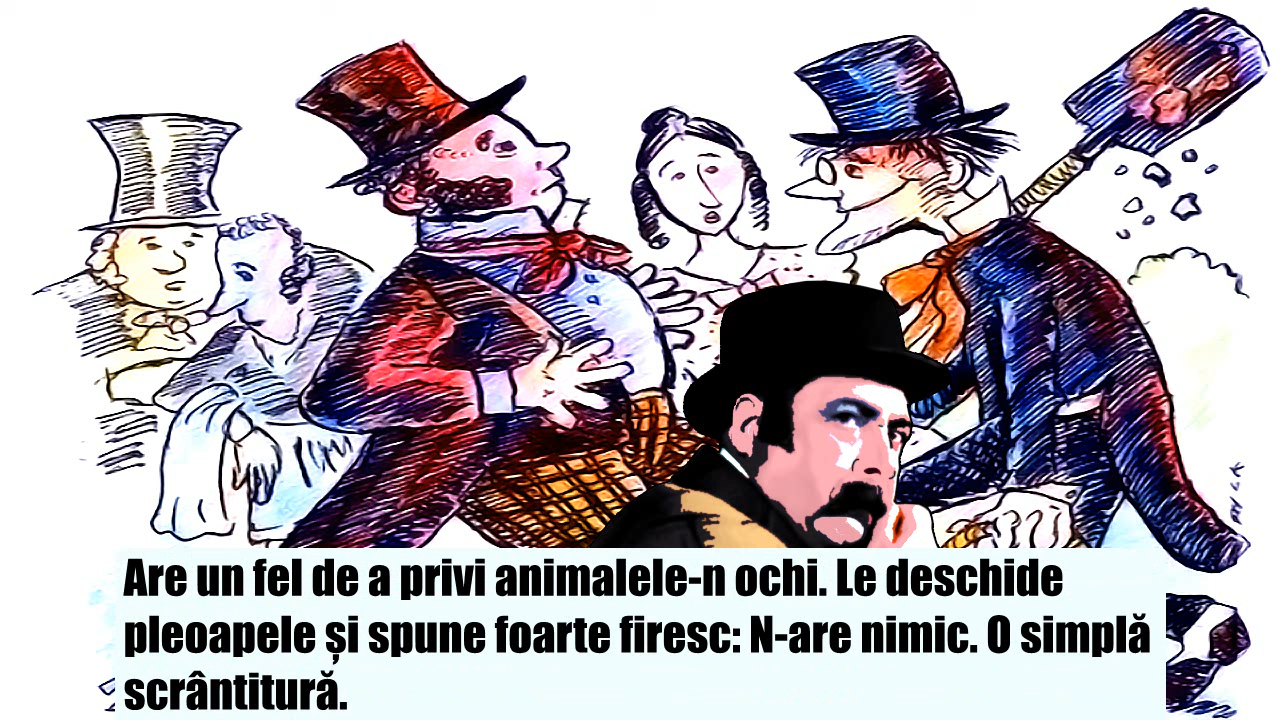 Are un fel de a privi animalele-n ochi. Le deschide
pleoapele și spune foarte firesc: N-are nimic. O simplă
scrântitură.